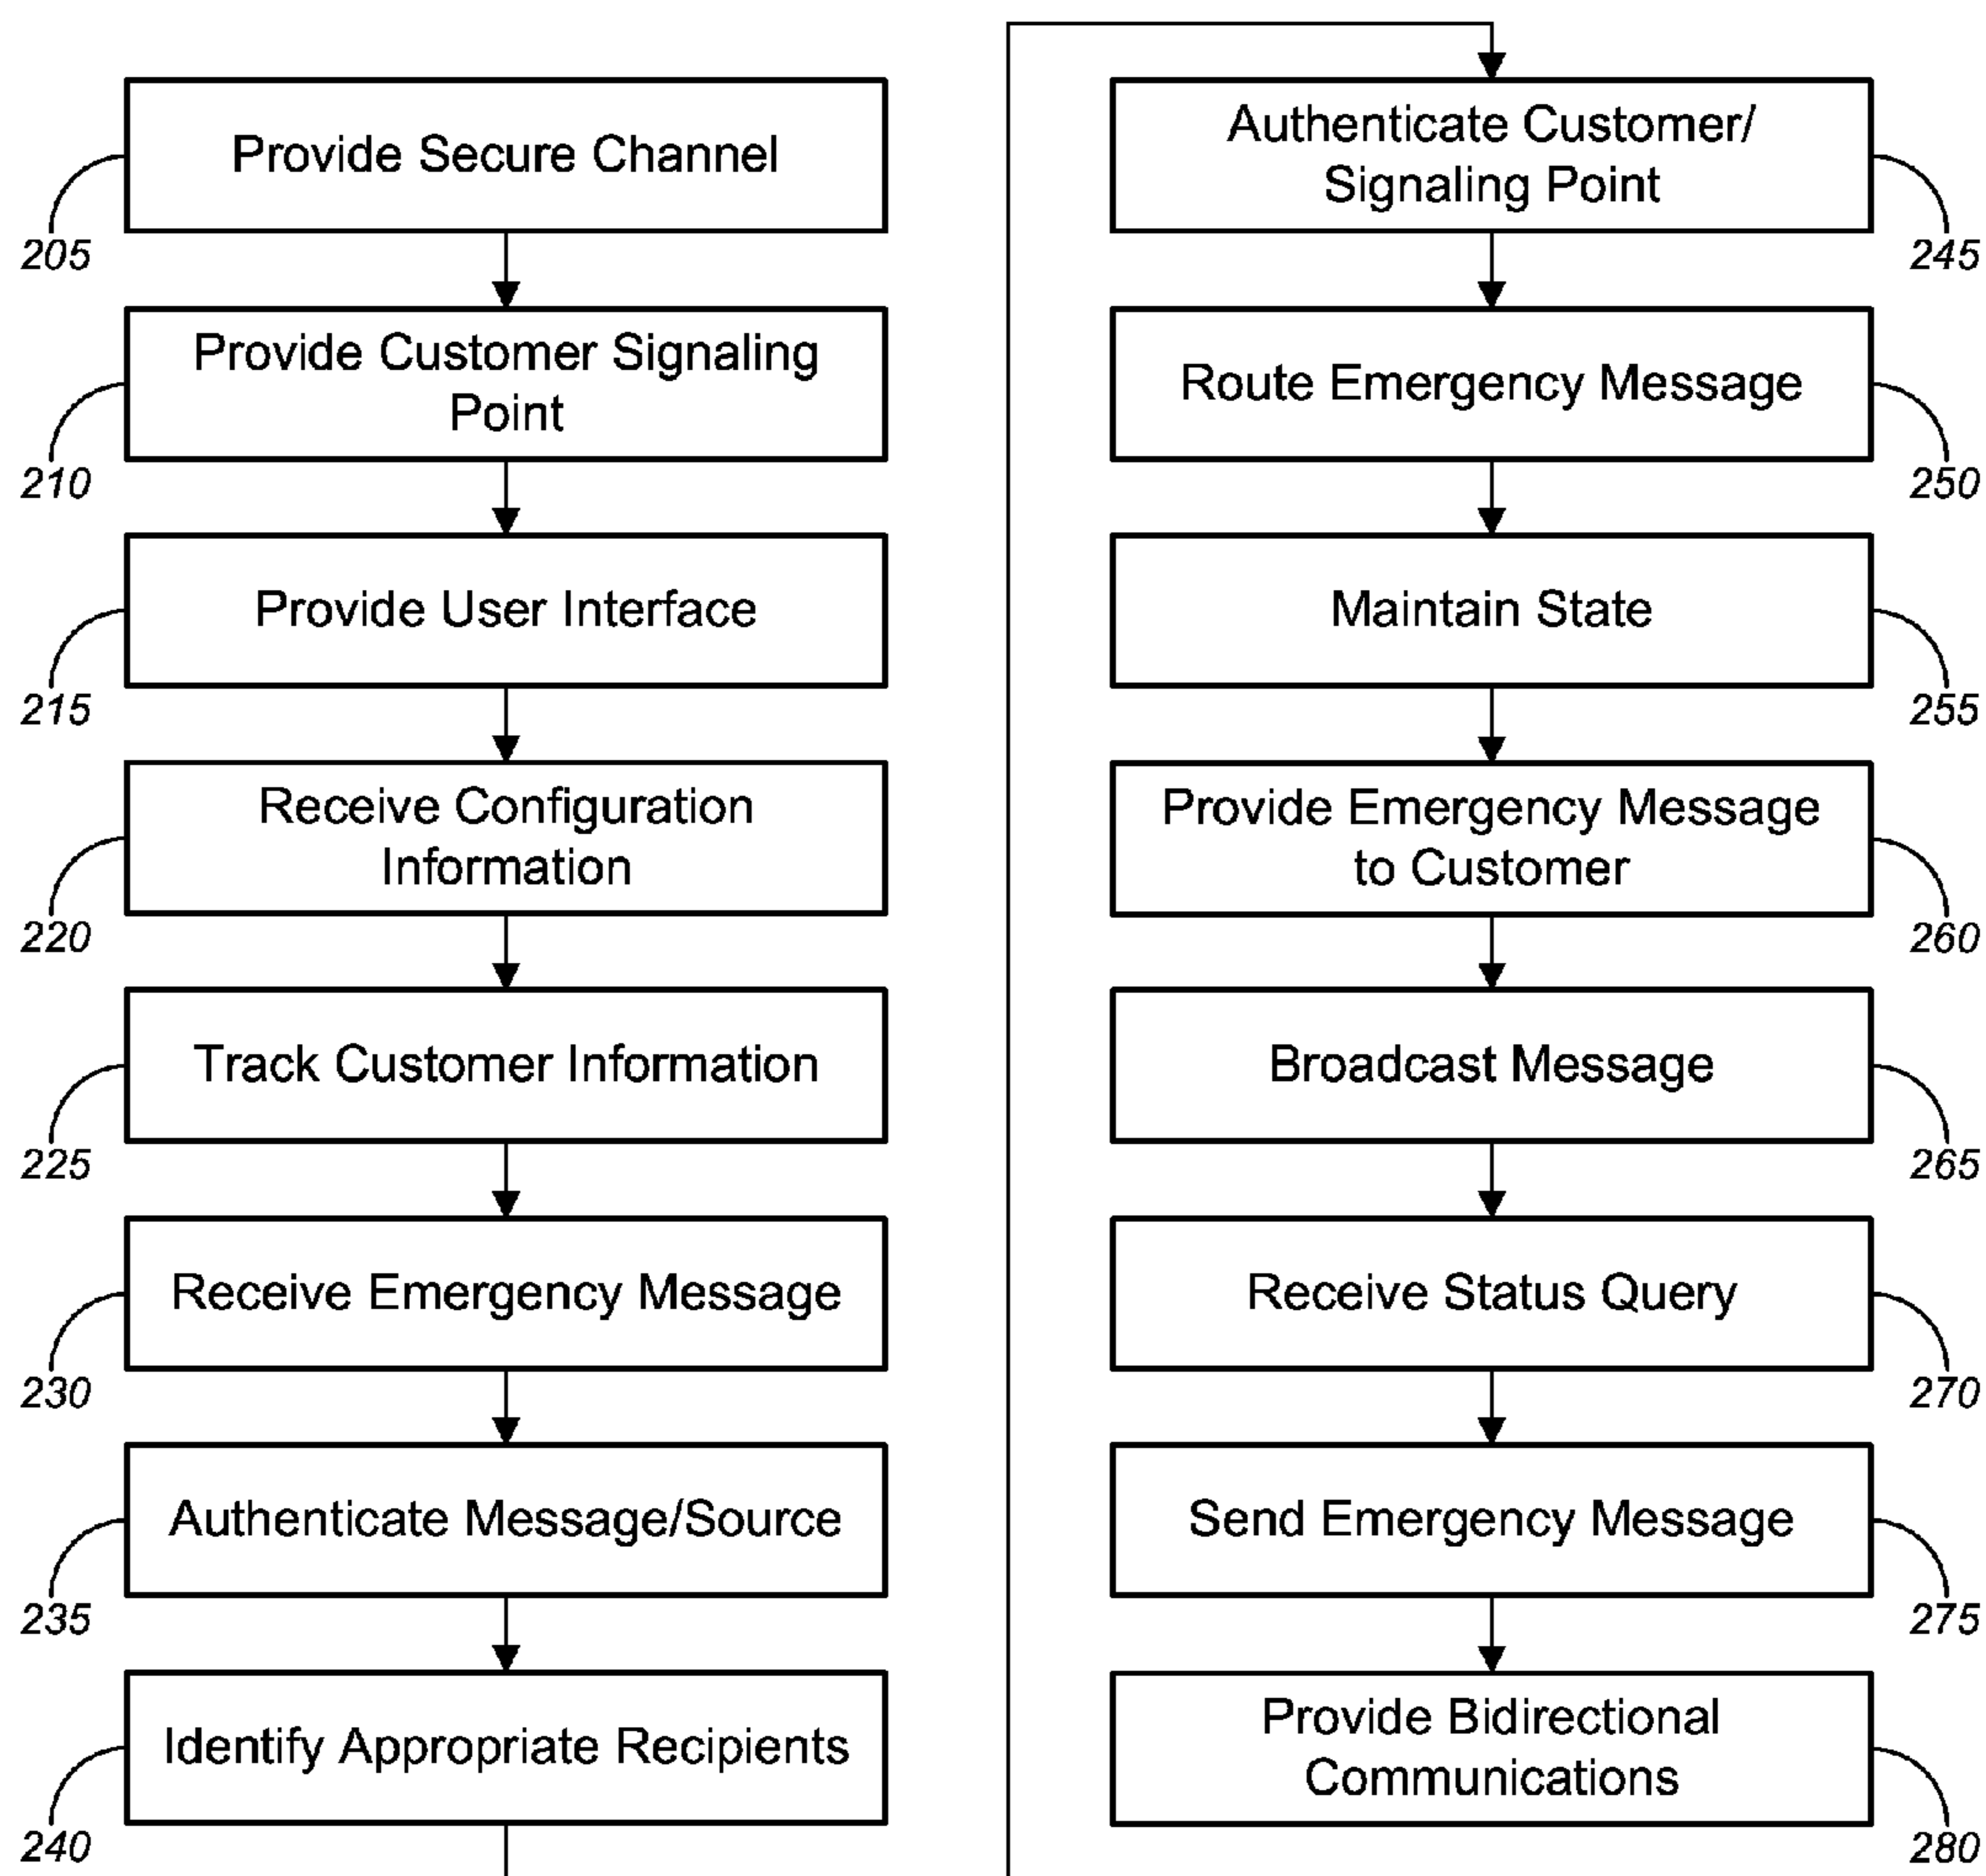 Provide Secure Channel
205
Provide Customer Signaling
Point
210
Provide User Interface
215
Receive Configuration
Information
220
Track Customer Information
225
Receive Emergency Message
230
Authenticate Message/Source
235
Identify Appropriate Recipients
240
Authenticate Customer/
Signaling Point
245
Route Emergency Message
250
Maintain State
255
Provide Emergency Message
to Customer
260
Broadcast Message
265
Receive Status Query
270
Send Emergency Message
275
Provide Bidirectional
Communications
280